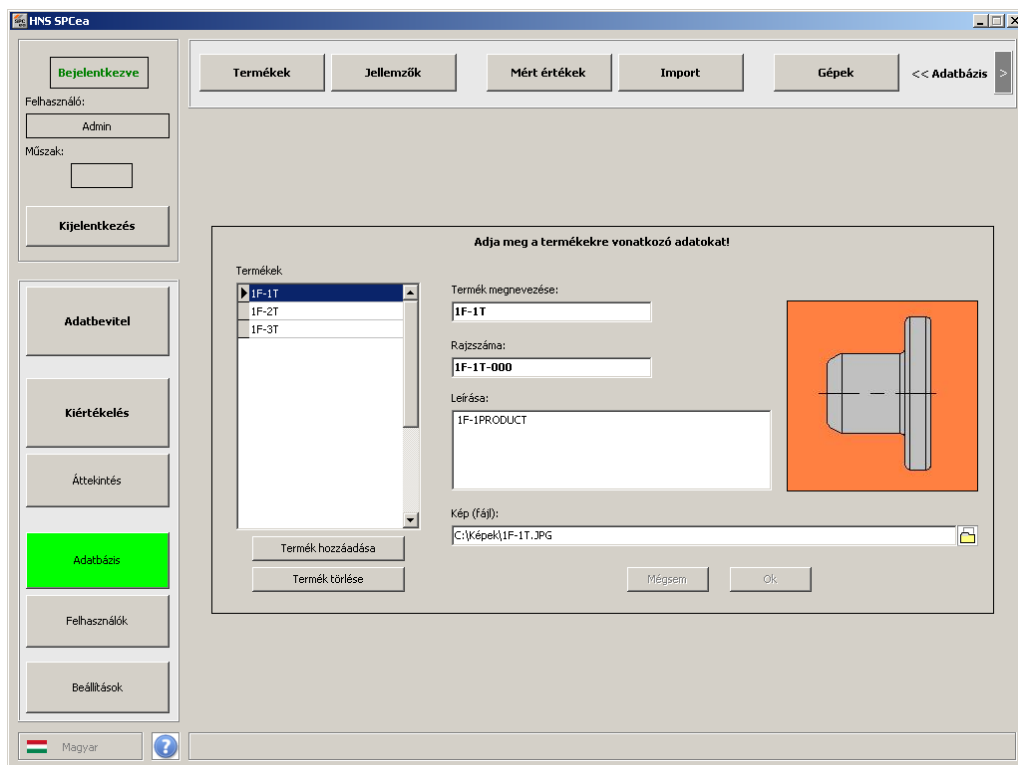 HNS SPCea
Bejelentkezve
Felhasználó:
Admin
Műszak:
Kijelentkezés
Termékek
Jellemzők
Mért értékek
Import
Gépek
<< Adatbázis >
Adatbevitel
Kiértékelés
Áttekintés
Adatbázis
Felhasználók
Beállítások
Magyar
?
Adja meg a termékekre vonatkozó adatokat!
Termékek
1F-1T
1F-2T
1F-3T
Termék hozzáadása
Termék törlése
Termék megnevezése:
1F-1T
Rajzszáma:
1F-1T-000
Leírása:
1F-1PRODUCT
Kép (fájl):
C:\Képek\1F-1T.JPG
Mégsem
Ok